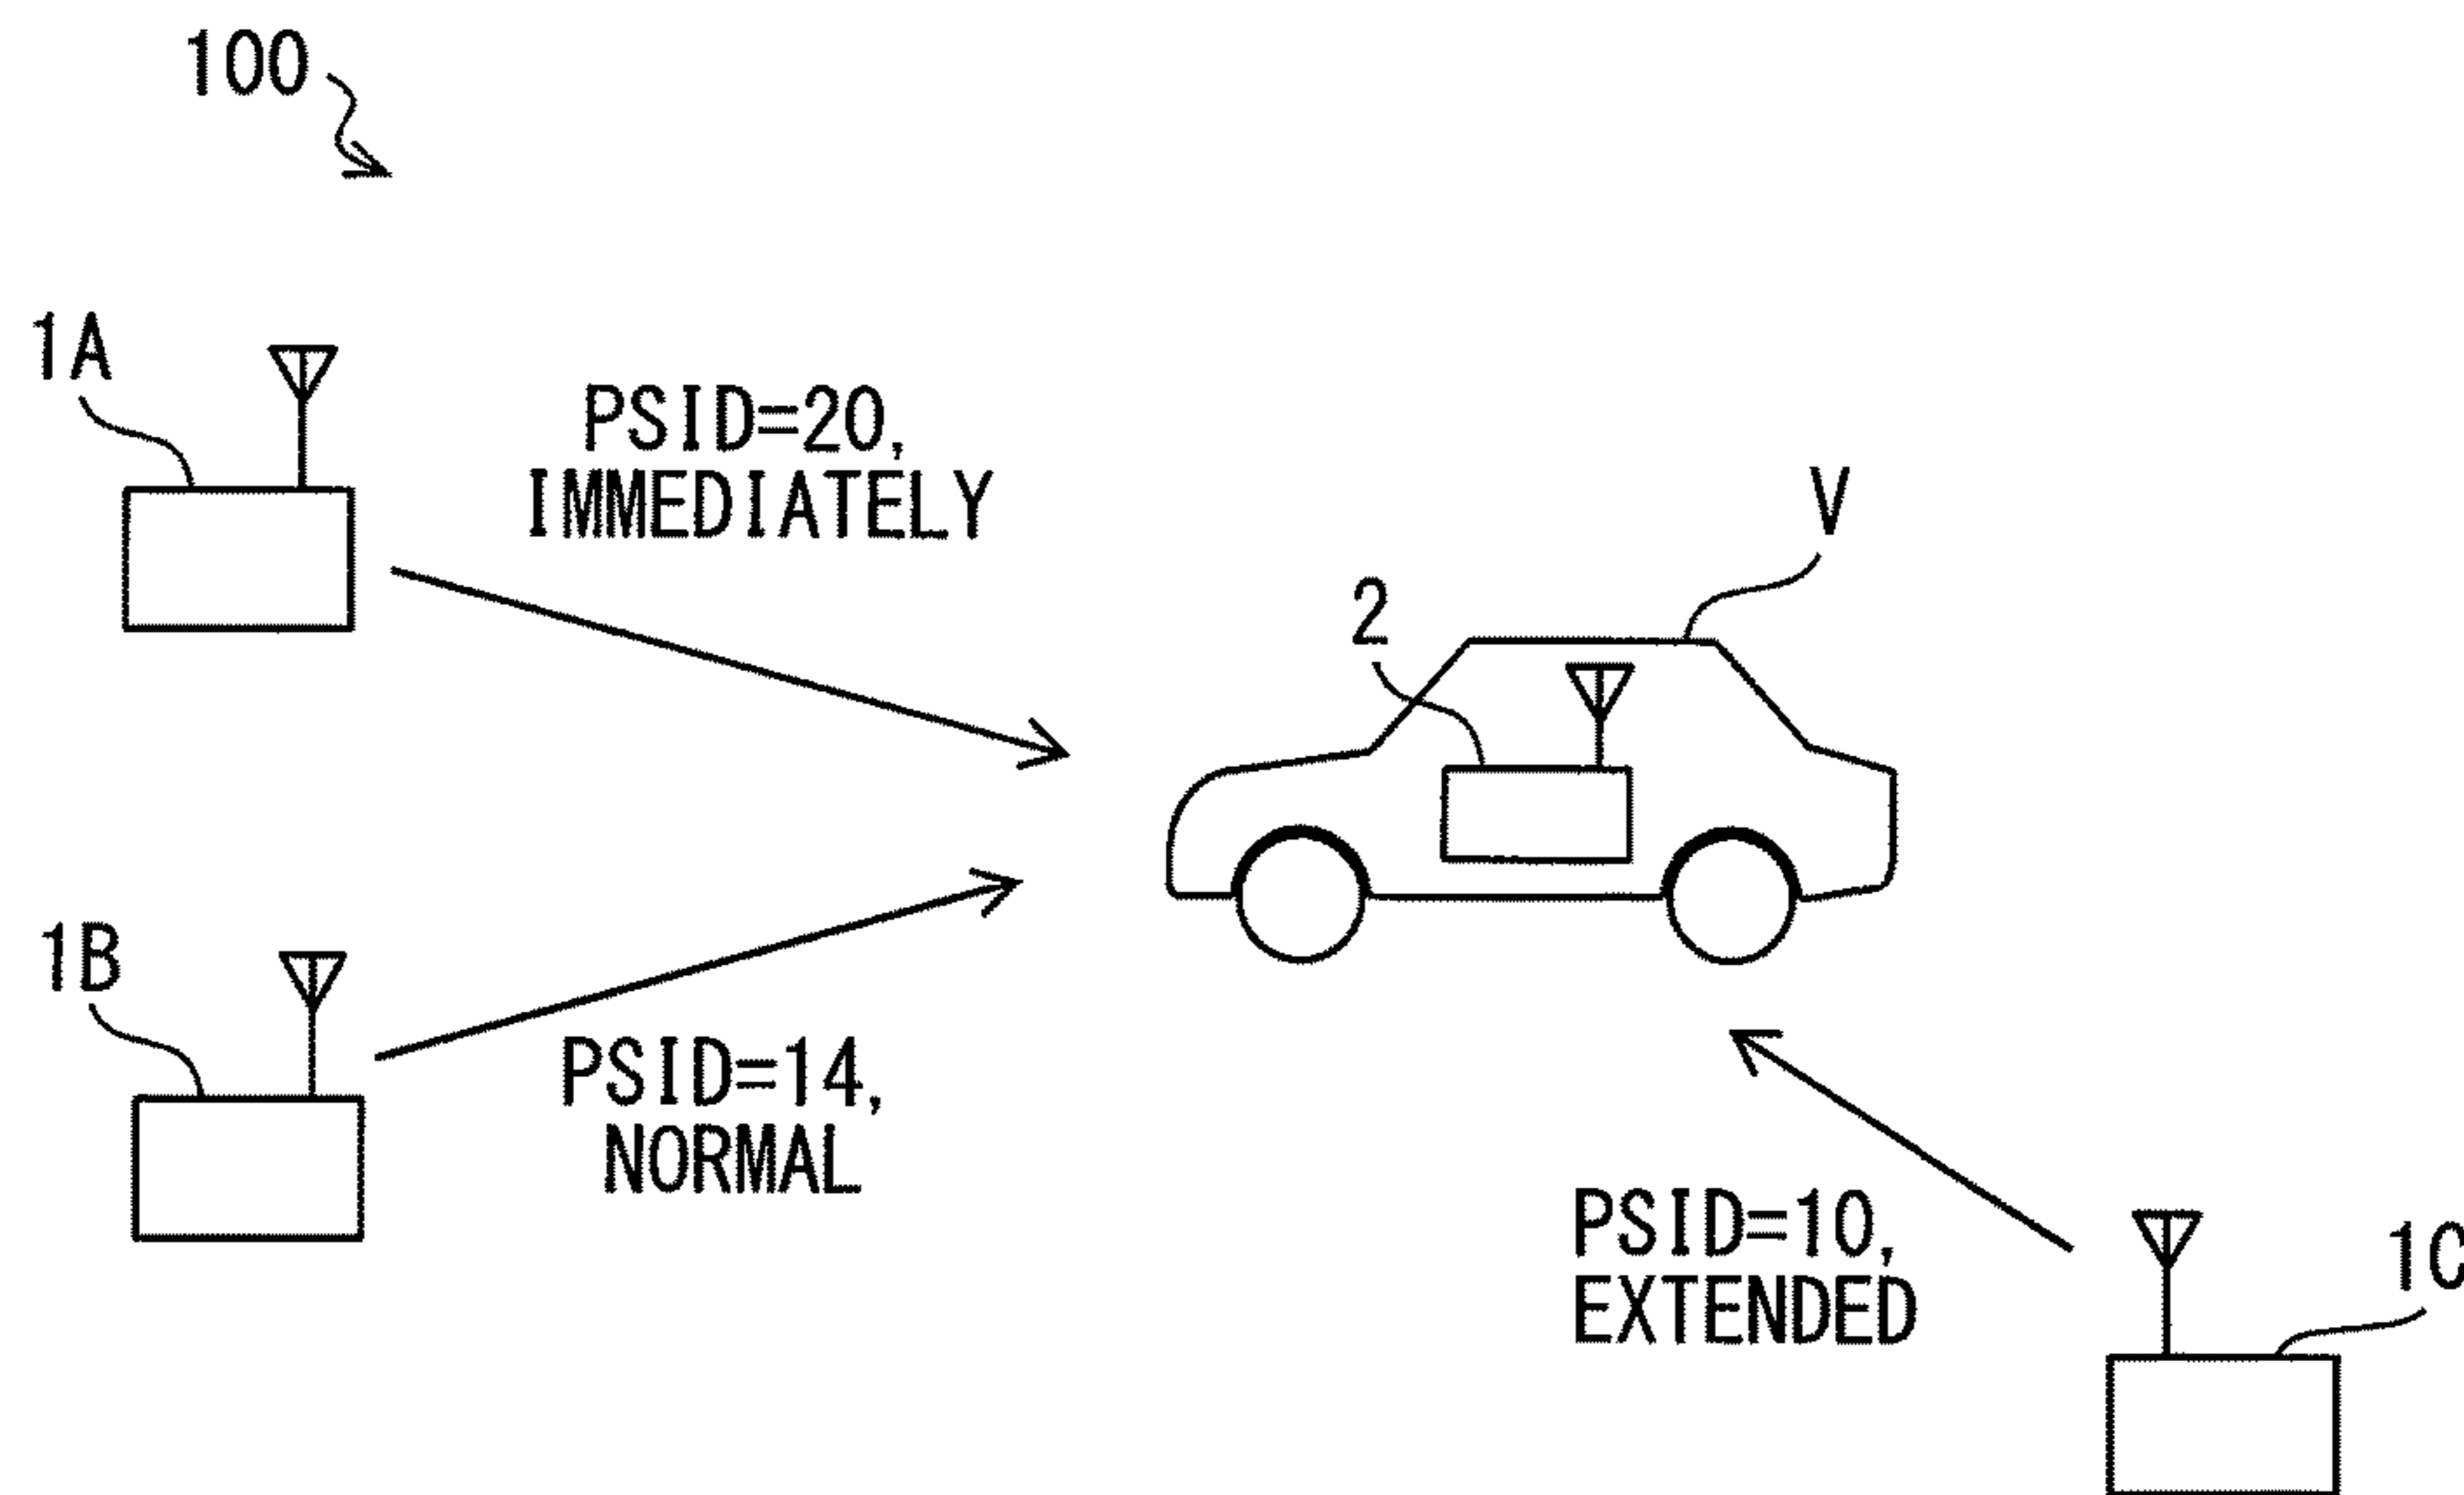 100
1A
PSID=20,
IMMEDIATELY
V
2
1B
PSID=14,
NORMAL
PSID=10,
EXTENDED
1C